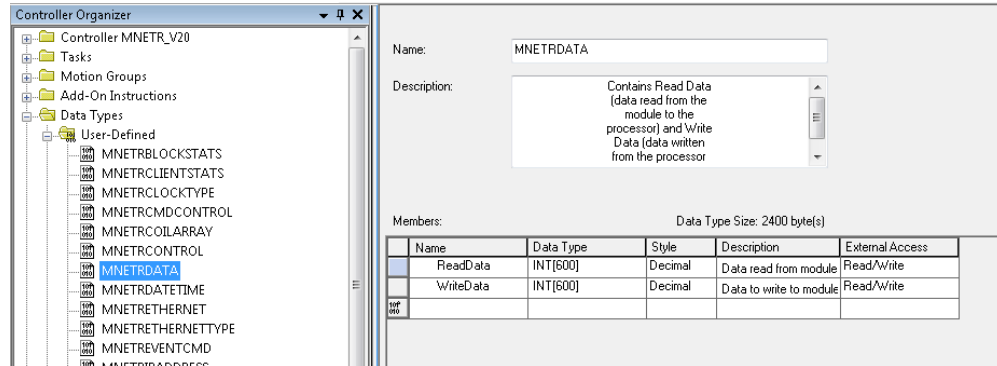 Controller Organizer
Controller MNETR_V20
Tasks
Motion Groups
Add-On Instructions
Data Types
User-Defined
MNETRBLOCKSTATS
MNETRCLIENTSTATS
MNETRCLOCKTYPE
MNETRCMDCONTROL
MNETRCOILARRAY
MNETRCONTROL
MNETRDATA
MNETRDATETIME
MNETRETHERNET
MNETRETHERNETTYPE
MNETREVENTCMD
MNETRIPADDRESS
Name: MNETRDATA
Description: Contains Read Data
(data read from the
module to the
processor) and Write
Data (data written
from the processor
Members: Data Type Size: 2400 byte(s)
Name Data Type Style Description External Access
ReadData INT[600] Decimal Data read from module Read/Write
WriteData INT[600] Decimal Data to write to module Read/Write